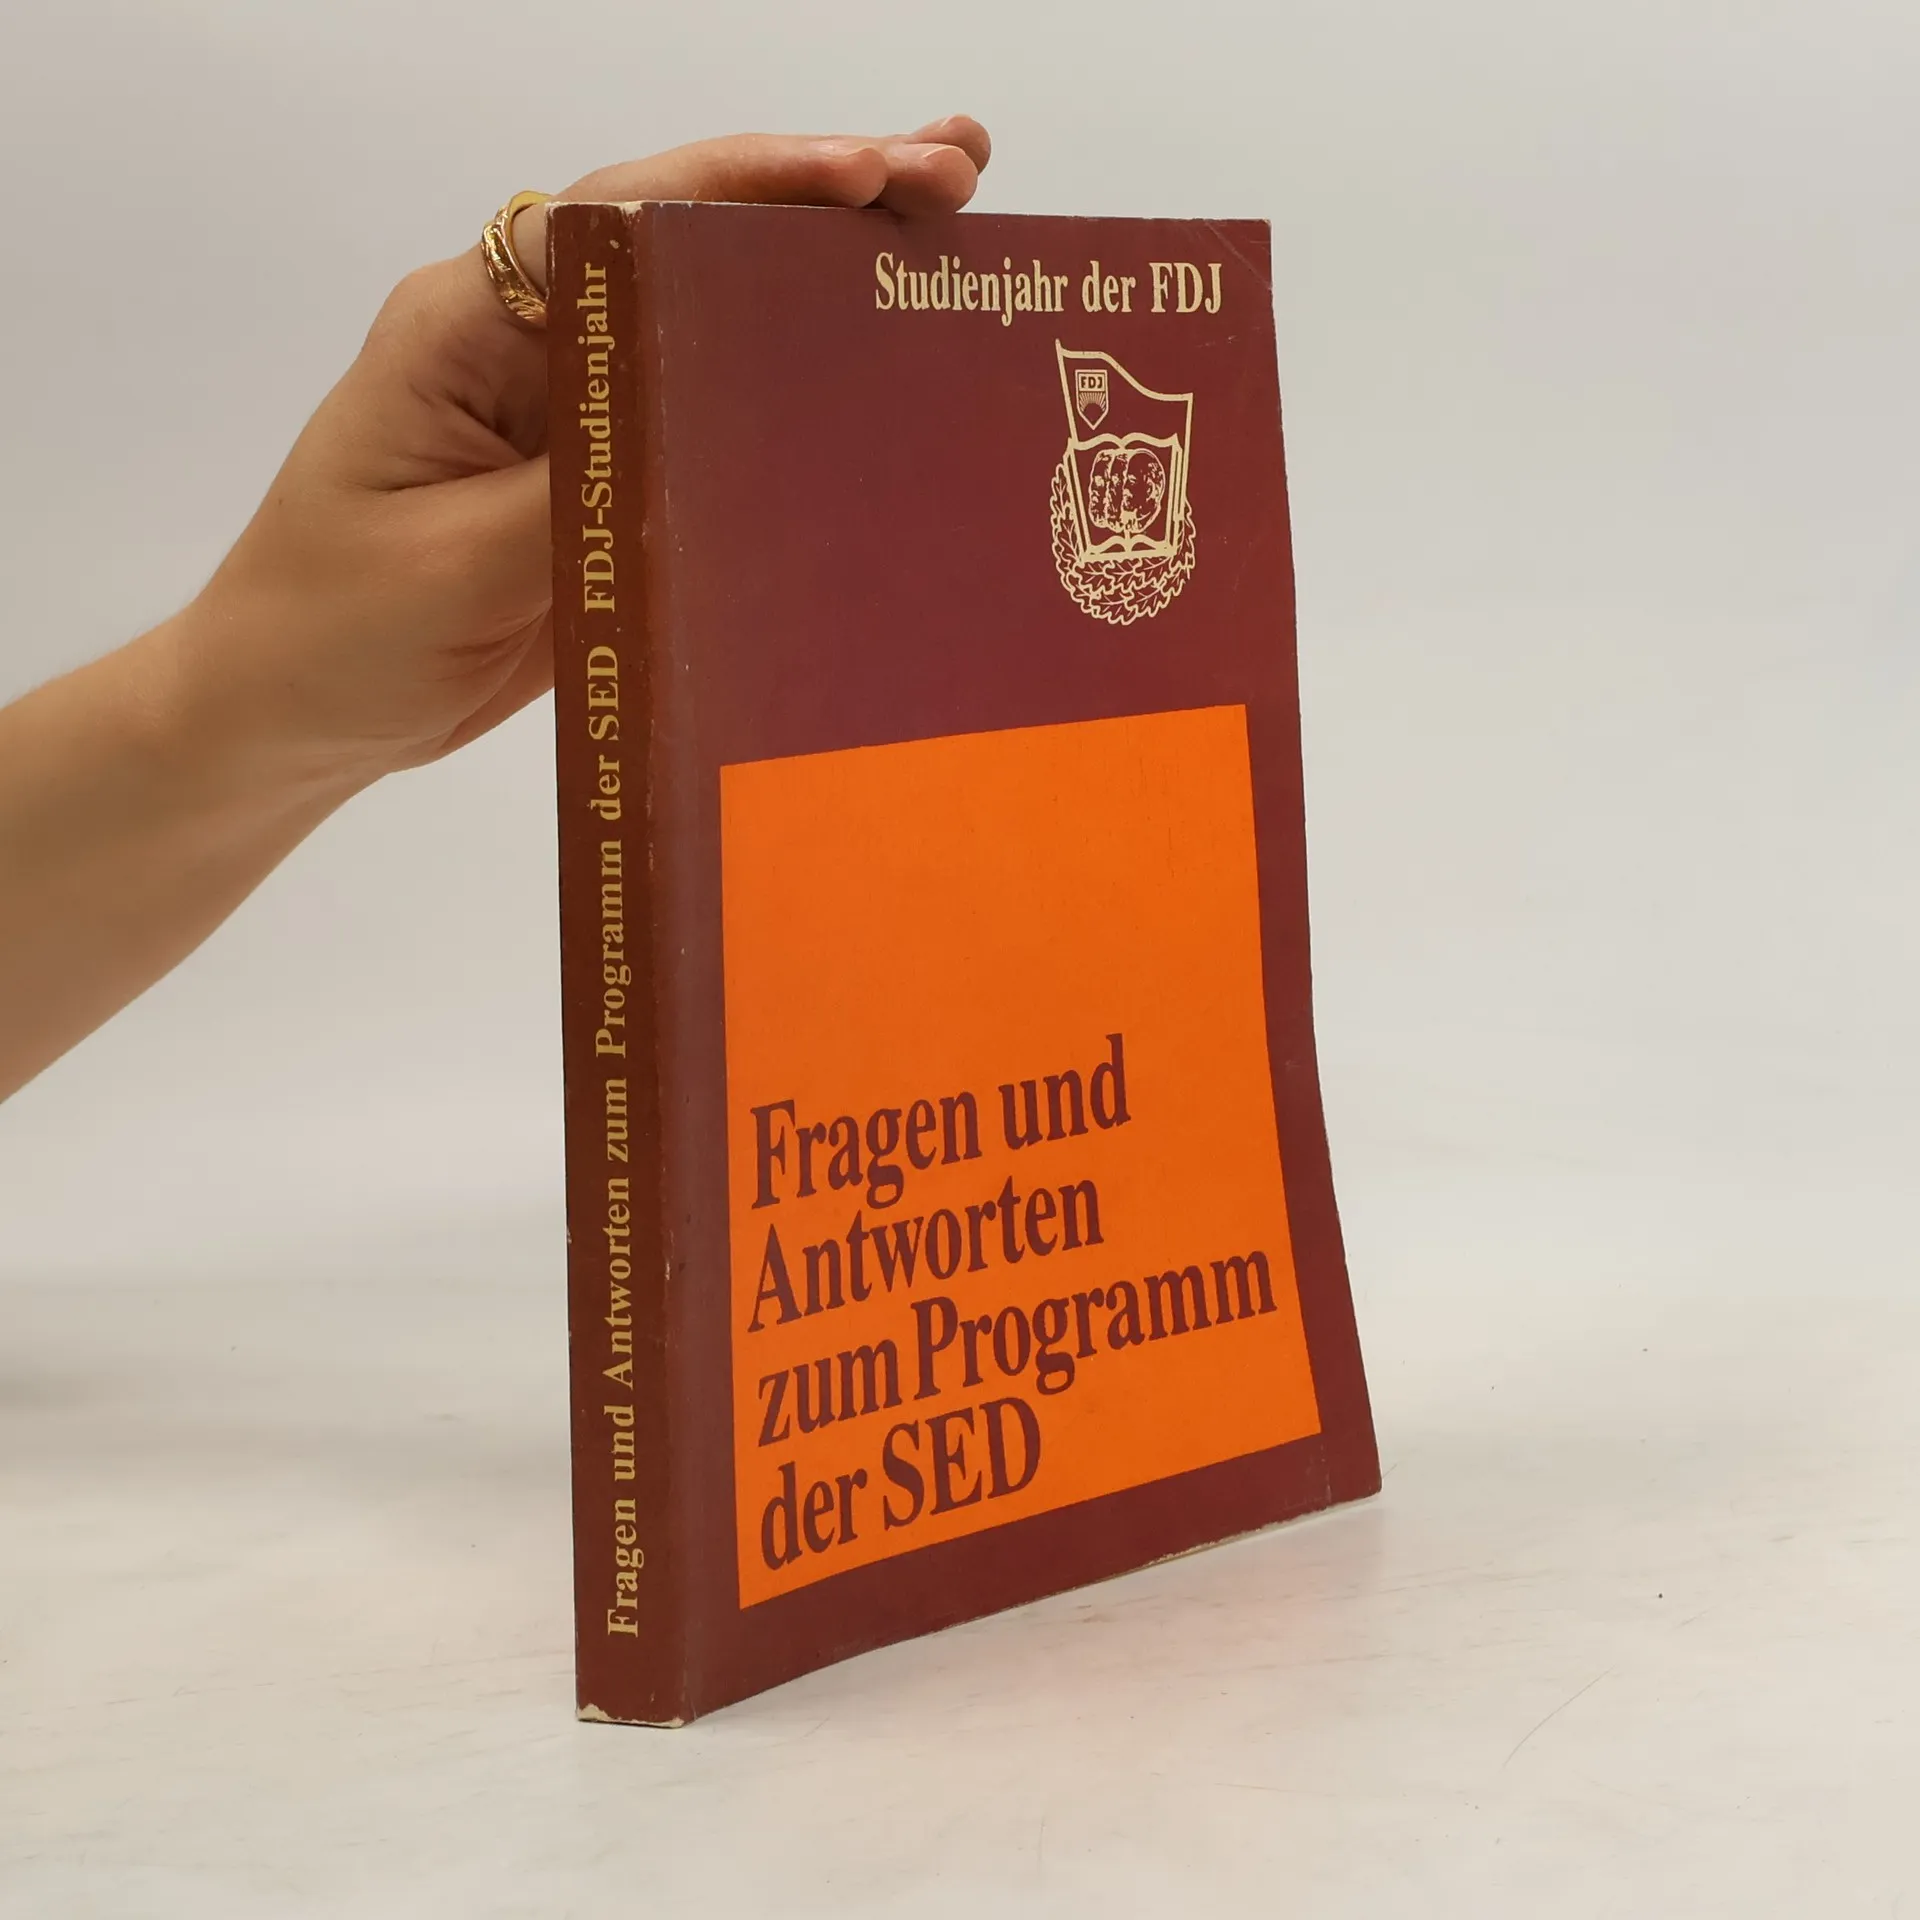 Studienjahr der FDJ
FDJ
Fragen und
Antworten
zum Programm
der SED
Fragen und Antworten zum Programm der SED FDJ-Studienjahr